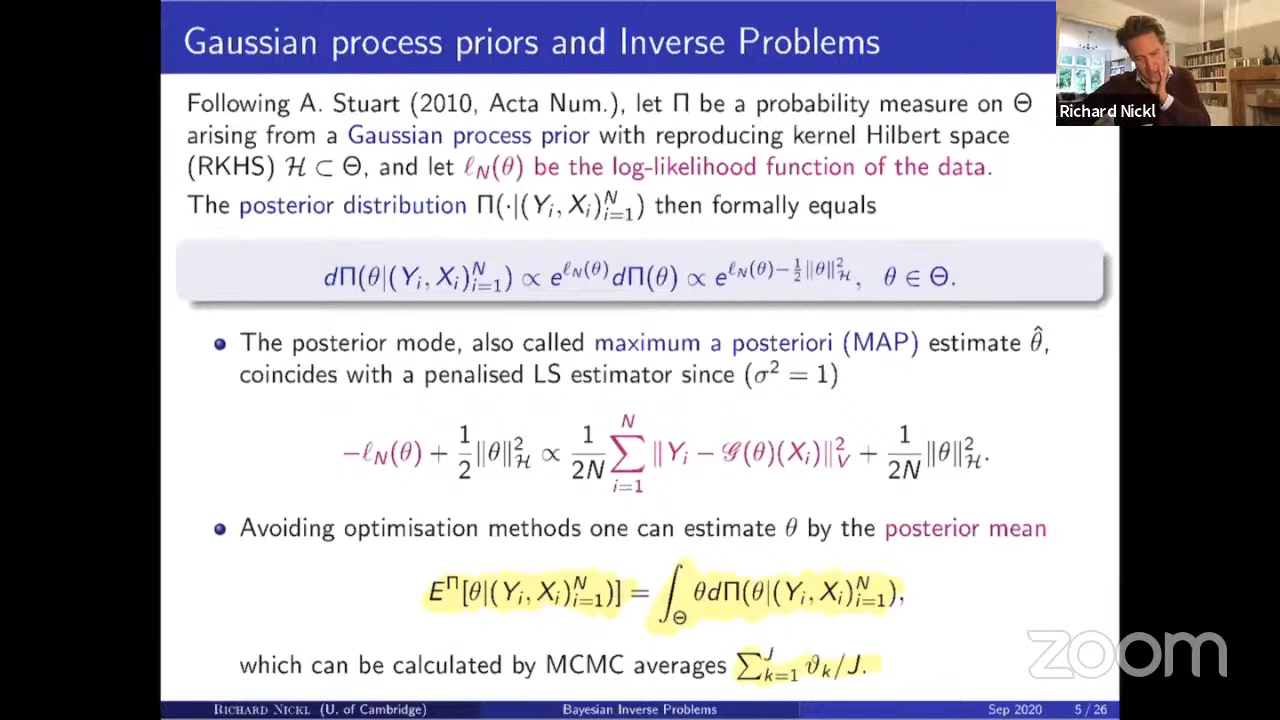 Gaussian process priors and Inverse Problems
Richard Nickl
Following A. Stuart (2010, Acta Num.), let Π be a probability measure on Θ
arising from a Gaussian process prior with reproducing kernel Hilbert space
(RKHS) ℋ ⊂ Θ, and let ℓ_N(θ) be the log-likelihood function of the data.
The posterior distribution Π(·|(Y_i, X_i)_{i=1}^N) then formally equals
dΠ(θ|(Y_i, X_i)_{i=1}^N) ∝ e^{ℓ_N(θ)} dΠ(θ) ∝ e^{ℓ_N(θ)−½‖θ‖²_ℋ}, θ ∈ Θ.
• The posterior mode, also called maximum a posteriori (MAP) estimate θ̂,
coincides with a penalised LS estimator since (σ² = 1)
−ℓ_N(θ) + \frac{1}{2}‖θ‖²_ℋ ∝ \frac{1}{2N} ∑_{i=1}^N ‖Y_i − 𝒢(θ)(X_i)‖²_V + \frac{1}{2N}‖θ‖²_ℋ.
• Avoiding optimisation methods one can estimate θ by the posterior mean
E^Π[θ|(Y_i, X_i)_{i=1}^N)] = ∫_Θ θdΠ(θ|(Y_i, X_i)_{i=1}^N),
which can be calculated by MCMC averages ∑_{k=1}^J ϑ_k/J.
zoom
Richard Nickl (U. of Cambridge) Bayesian Inverse Problems Sep 2020 5 / 26